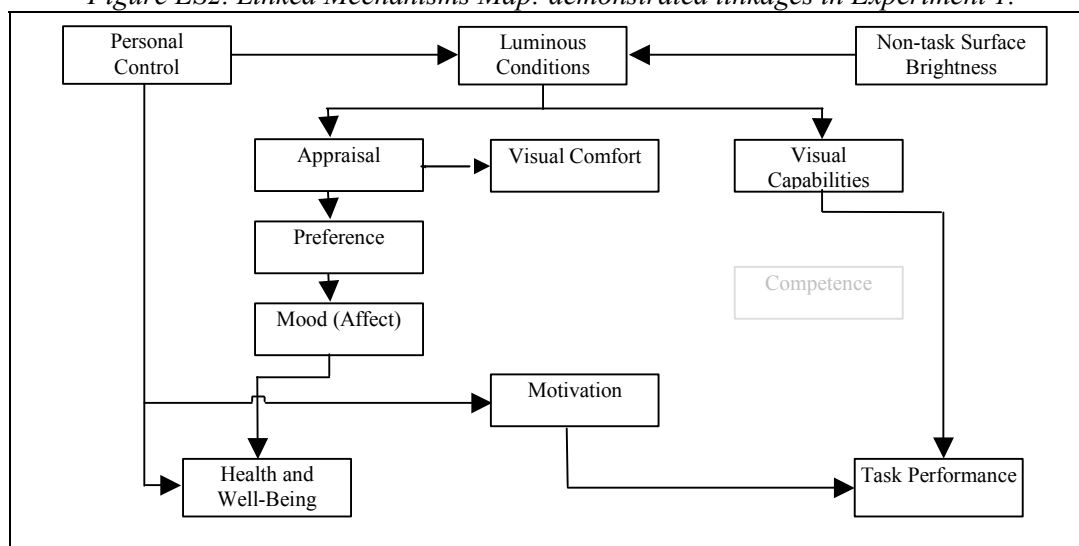 Figure ES2. Linked Mechanisms Map: demonstrated linkages in Experiment 1.
Personal
Control
Luminous
Conditions
Non-task Surface
Brightness
Appraisal
Visual Comfort
Visual
Capabilities
Preference
Competence
Mood (Affect)
Motivation
Health and
Well-Being
Task Performance